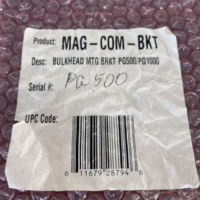 Product: MAG-COM-BKT
Desc: BULKHEAD MTG BRKT PG500/PG1000
Serial #: PG 500
UPC Code:
6 11679 28794 6